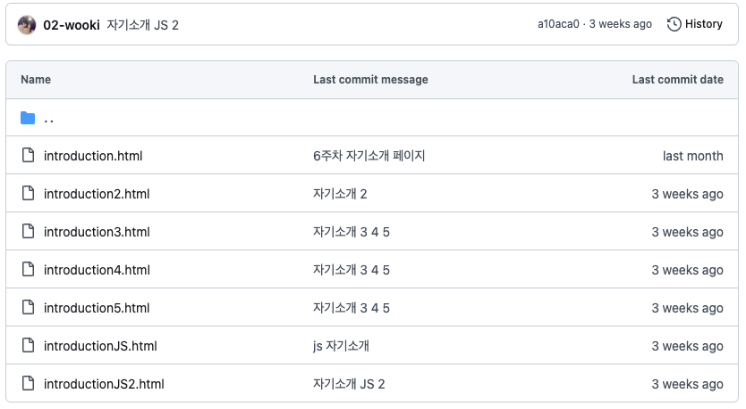 02-wooki 자기소개 JS 2 a10aca0 · 3 weeks ago History
Name Last commit message Last commit date
..
introduction.html 6주차 자기소개 페이지 last month
introduction2.html 자기소개 2 3 weeks ago
introduction3.html 자기소개 3 4 5 3 weeks ago
introduction4.html 자기소개 3 4 5 3 weeks ago
introduction5.html 자기소개 3 4 5 3 weeks ago
introductionJS.html js 자기소개 3 weeks ago
introductionJS2.html 자기소개 JS 2 3 weeks ago